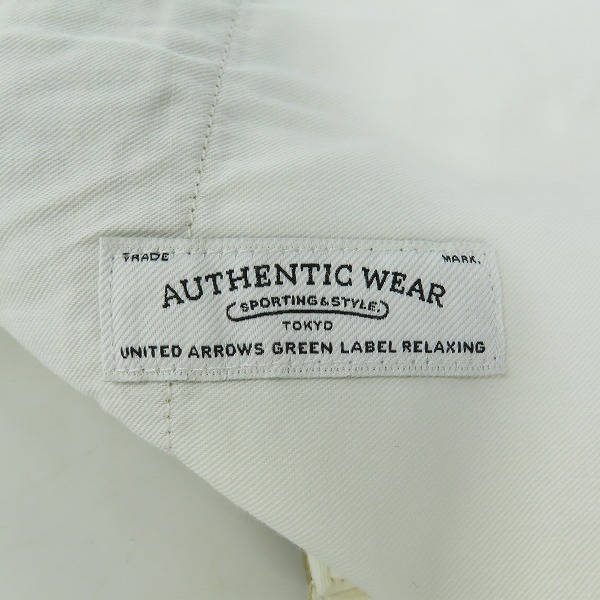 TRADE MARK.
AUTHENTIC WEAR
SPORTING & STYLE.
TOKYO
UNITED ARROWS GREEN LABEL RELAXING